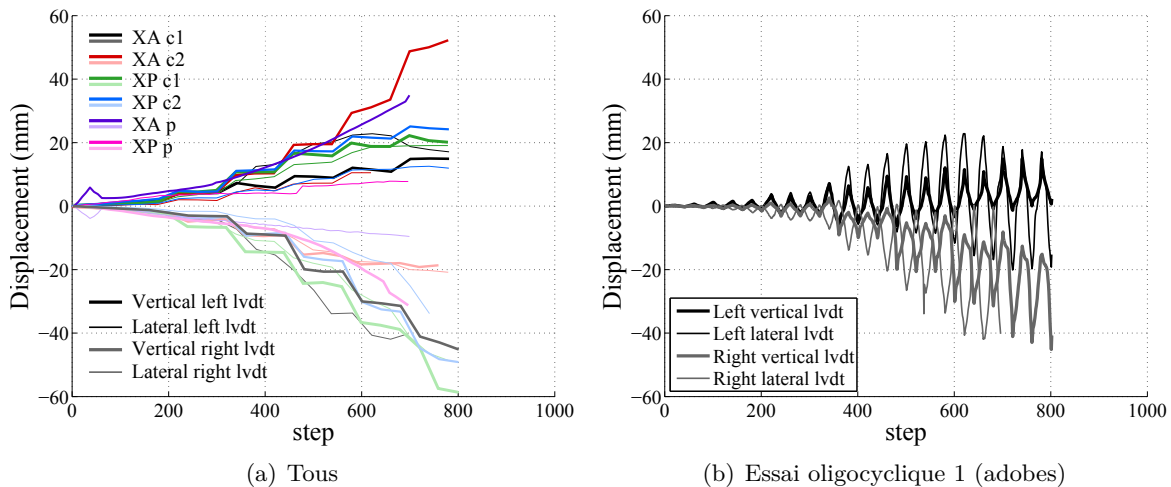 60
40
20
0
−20
−40
−60
0
200
400
600
800
1000
Displacement (mm)
step
XA c1
XA c2
XP c1
XP c2
XA p
XP p
Vertical left lvdt
Lateral left lvdt
Vertical right lvdt
Lateral right lvdt
(a) Tous
60
40
20
0
−20
−40
−60
0
200
400
600
800
1000
Displacement (mm)
step
Left vertical lvdt
Left lateral lvdt
Right vertical lvdt
Right lateral lvdt
(b) Essai oligocyclique 1 (adobes)